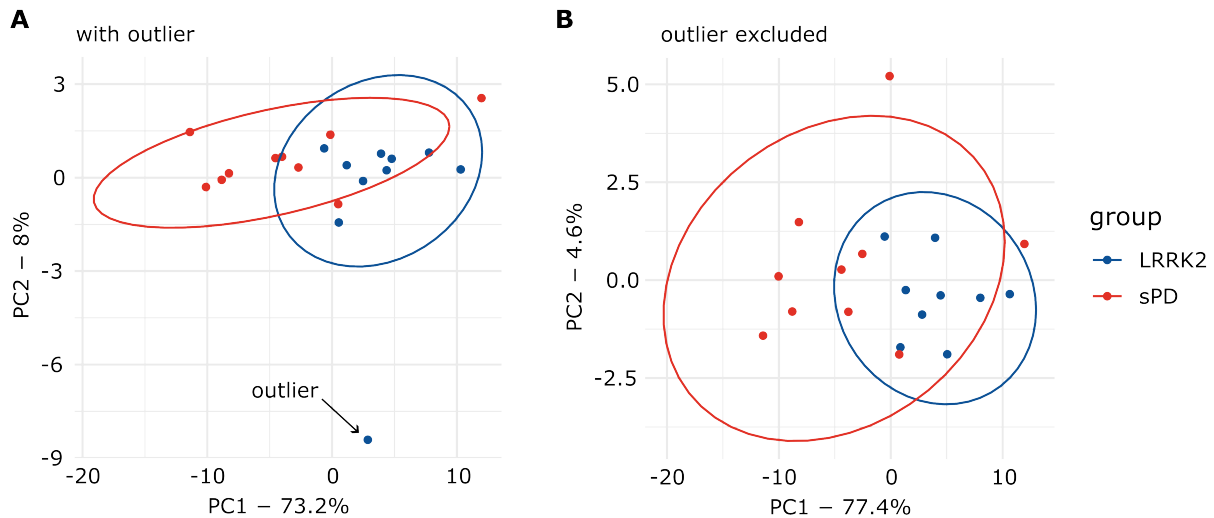 A
with outlier
3
0
-3
-6
-9
PC2 − 8%
outlier
-20
-10
0
10
PC1 − 73.2%
B
outlier excluded
5.0
2.5
0.0
-2.5
PC2 − 4.6%
-20
-10
0
10
PC1 − 77.4%
group
LRRK2
sPD